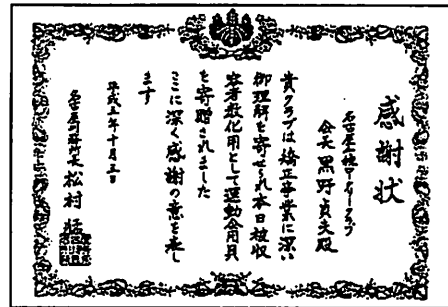 感謝状
名古屋東南ロータリークラブ
会長 黒野貞夫殿
貴クラブは矯正事業に深い
御理解を寄せられ本日被収
容者教化用として運動会用具
を寄贈されました
ここに深く感謝の意を表し
ます
平成三年十月三日
名古屋刑務所長 松村 猛